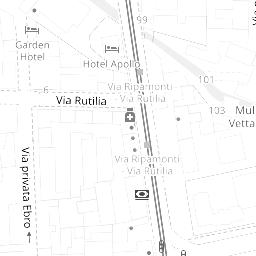 99
Garden
Hotel
Hotel Apollo
101
Via Ripamonti
Via Rutilia
6
Via Rutilia
103
Mul
Vetta
Via Ripamonti
Via Rutilia
Via privata Ebro